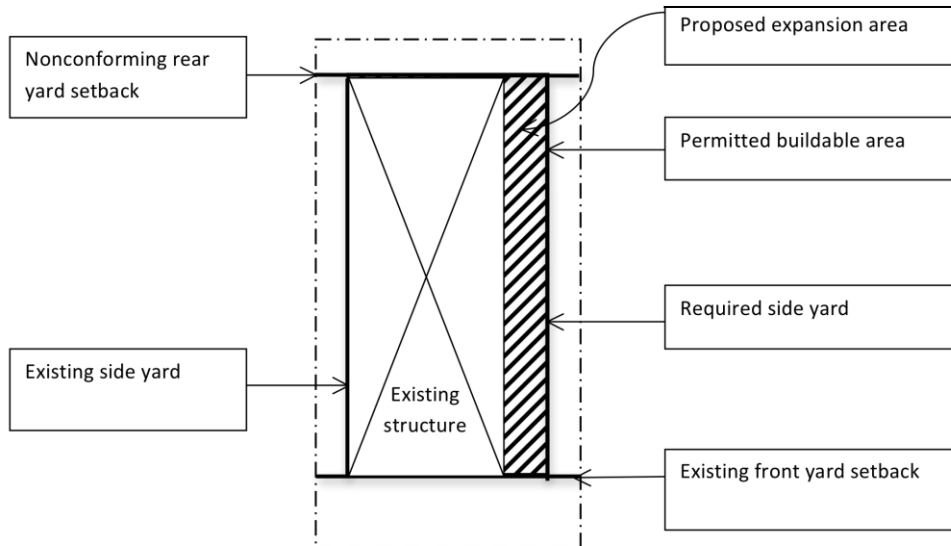 Proposed expansion area
Nonconforming rear
yard setback
Permitted buildable area
Required side yard
Existing side yard
Existing
structure
Existing front yard setback